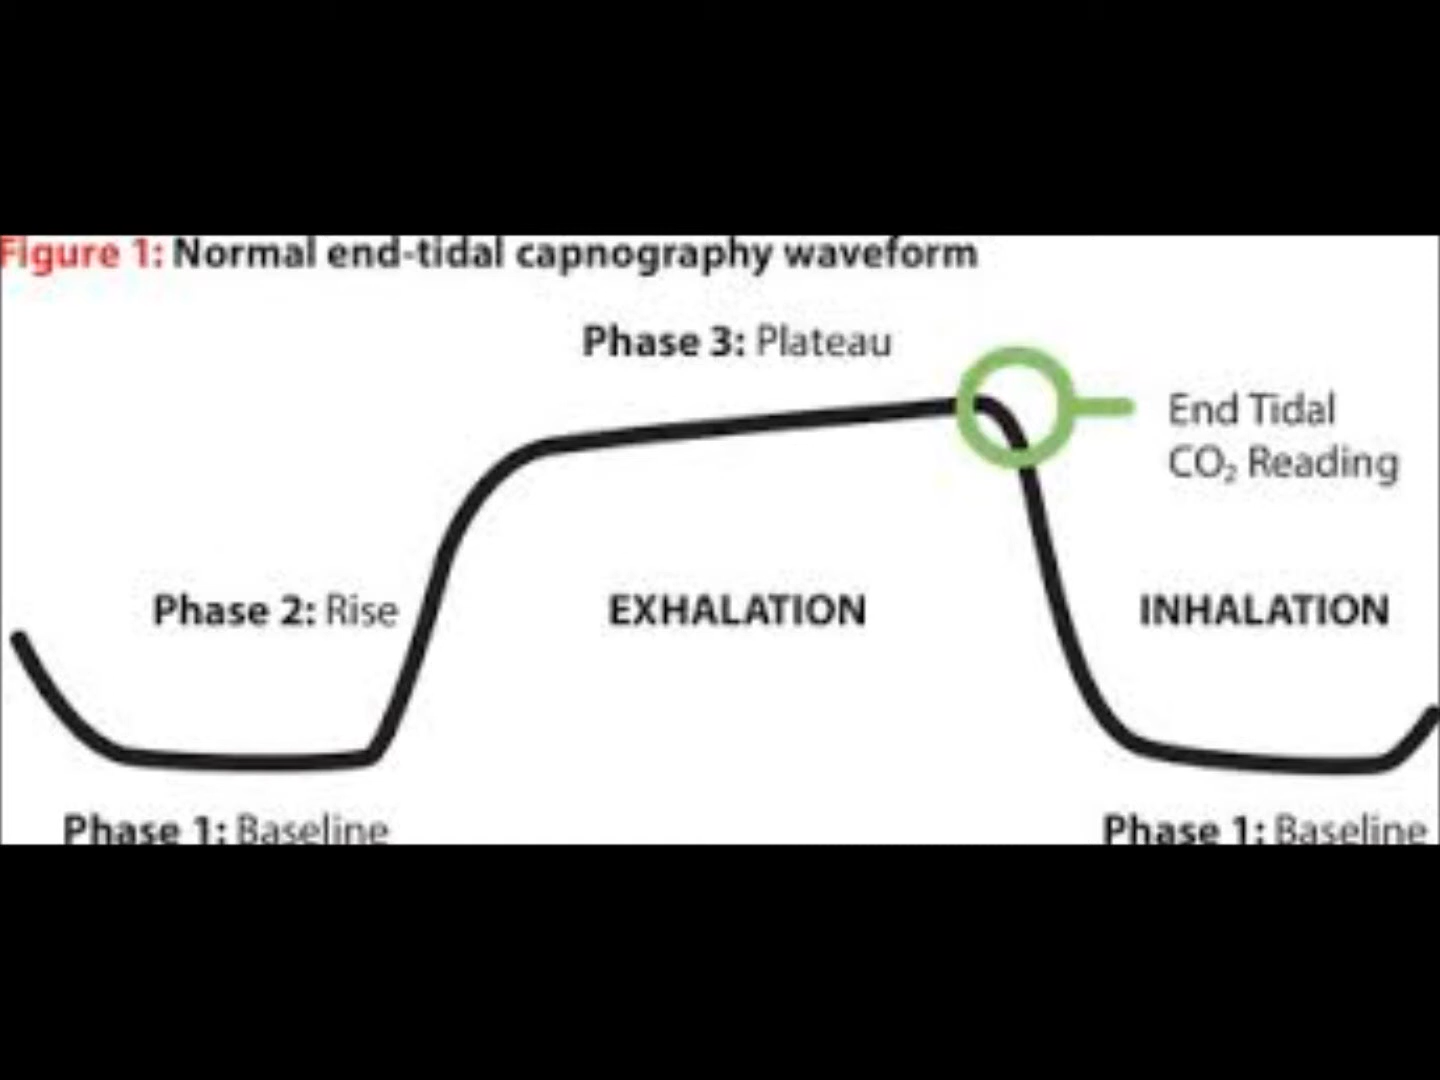 Figure 1: Normal end-tidal capnography waveform
Phase 3: Plateau
End Tidal
CO₂ Reading
Phase 2: Rise
EXHALATION
INHALATION
Phase 1: Baseline
Phase 1: Baseline